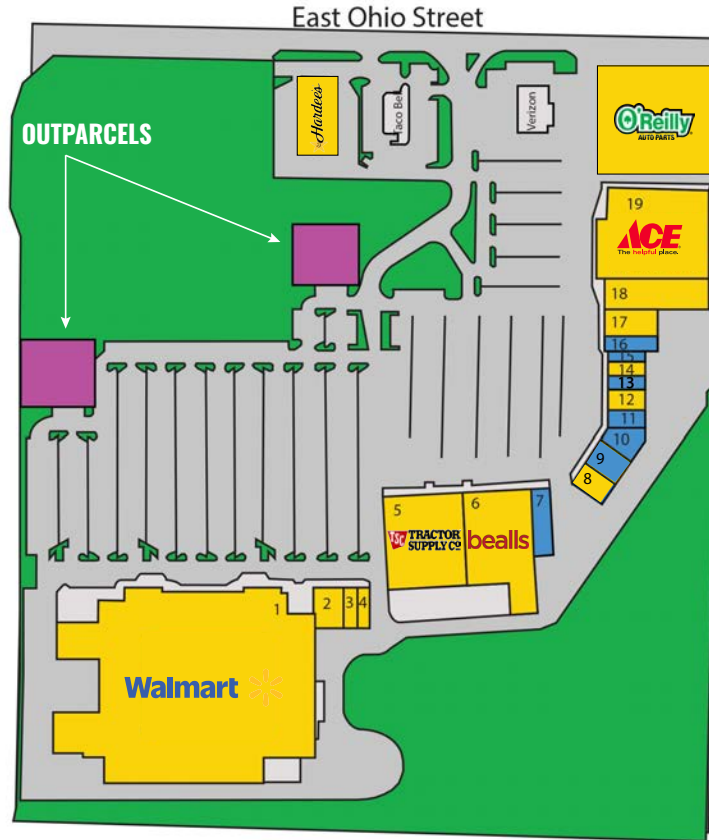 East Ohio Street
OUTPARCELS
Hardee's
Taco Be
Verizon
O'Reilly
AUTO PARTS
19
ACE
The helpful place.
18
17
16
15
14
13
12
11
10
9
8
5
6
7
TSC TRACTOR
SUPPLY CO
bealls
1
2
3
4
Walmart